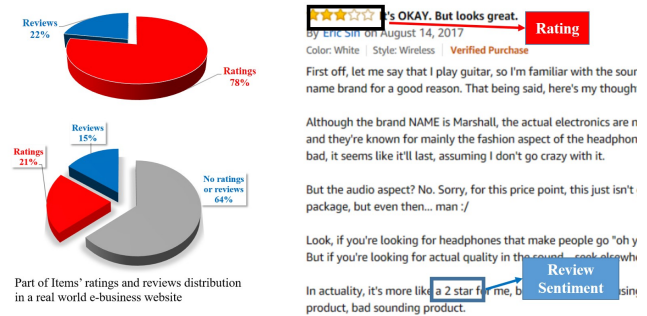 Reviews
22%
Ratings
78%
Reviews
15%
Ratings
21%
No ratings
or reviews
64%
Part of Items' ratings and reviews distribution
in a real world e-business website
It's OKAY. But looks great.
Rating
By Eric Sin on August 14, 2017
Color: White | Style: Wireless | Verified Purchase
First off, let me say that I play guitar, so I'm familiar with the
name brand for a good reason. That being said, here's my
Although the brand NAME is Marshall, the actual electronics are
and they're known for mainly the fashion aspect of the
bad, it seems like it'll last, assuming I don't go crazy with it.
But the audio aspect? No. Sorry, for this price point, this just isn't
package, but even then... man :/
Look, if you're looking for headphones that make people go "oh
But if you're looking for actual quality in the sound
Review
Sentiment
In actuality, it's more like a 2 star for me,
product, bad sounding product.